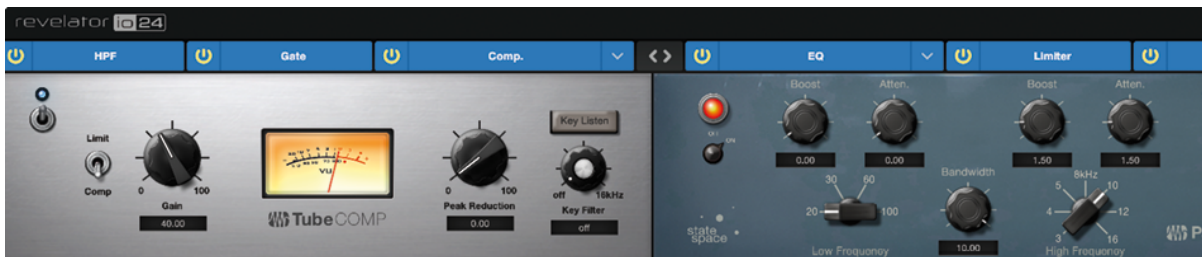 revelator io 24
HPF
Gate
Comp.
EQ
Limiter
Limit
Comp
0
100
Gain
40.00
VU
TubeCOMP
0
100
Peak Reduction
0.00
Key Listen
off
16kHz
Key Filter
off
OFF
ON
state
space
Boost
0.00
Atten.
0.00
20
30
60
100
Low Frequency
Bandwidth
10.00
Boost
1.50
Atten.
1.50
3
4
5
8kHz
10
12
16
High Frequency
P